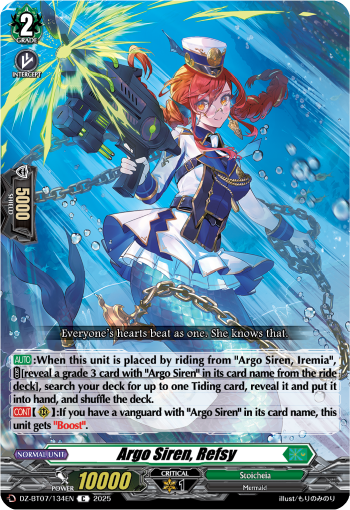 2
GRADE
INTERCEPT
5000
SHIELD
Everyone's hearts beat as one. She knows that.
AUTO:When this unit is placed by riding from "Argo Siren, Iremia",
[reveal a grade 3 card with "Argo Siren" in its card name from the ride
deck], search your deck for up to one Tiding card, reveal it and put it
into hand, and shuffle the deck.
CONT【】:If you have a vanguard with "Argo Siren" in its card name, this
unit gets "Boost".
NORMAL UNIT
Argo Siren, Refsy
POWER
10000
CRITICAL
1
Stoicheia
Mermaid
DZ-BT07/134EN C 2025
illust/もりのみのり